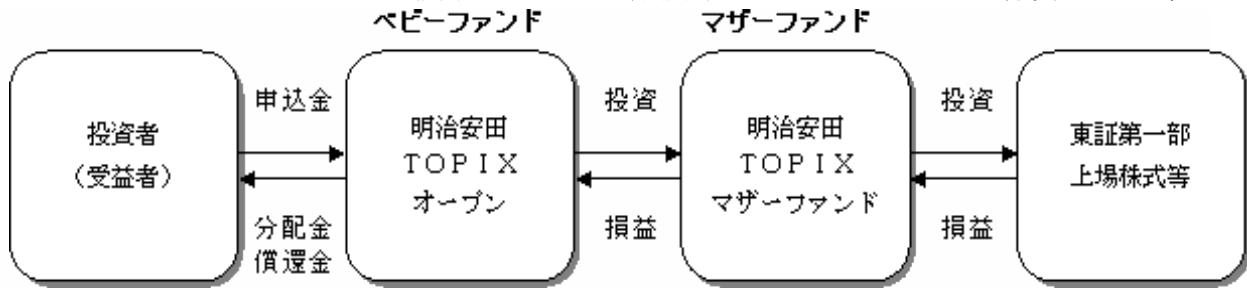 ベビーファンド
マザーファンド
投資者
（受益者）
申込金
分配金
償還金
明治安田
ＴＯＰＩＸ
オープン
投資
損益
明治安田
ＴＯＰＩＸ
マザーファンド
投資
損益
東証第一部
上場株式等